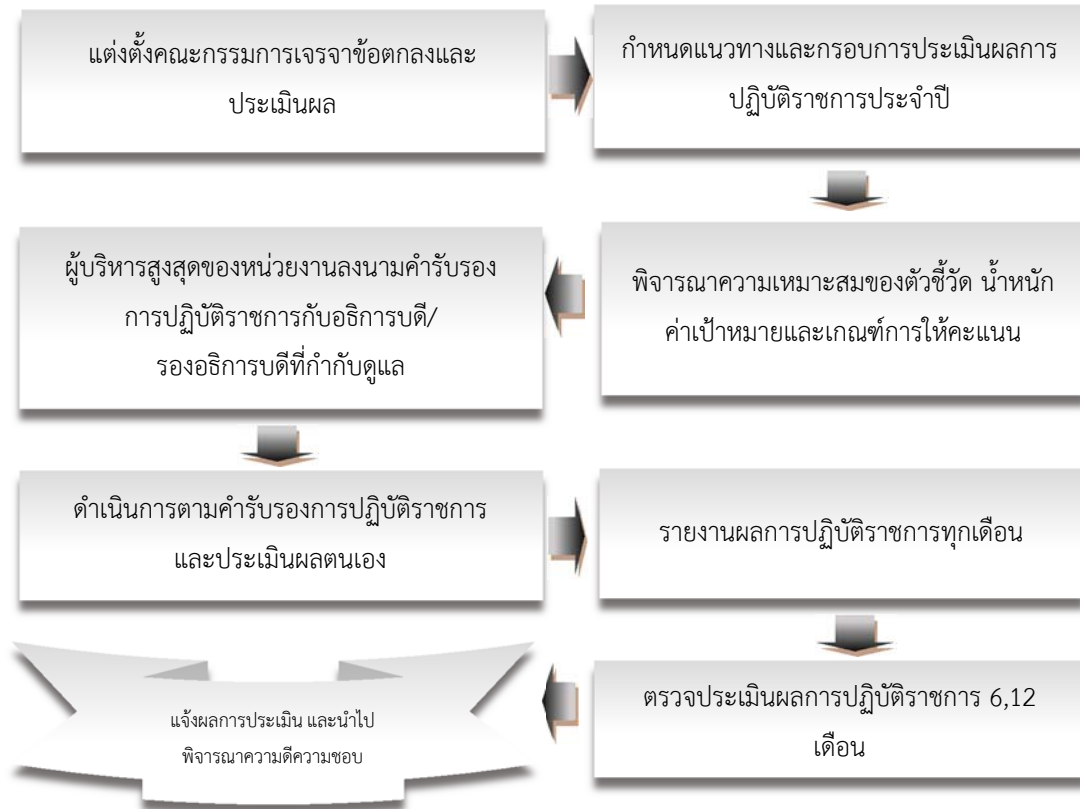 แต่งตั้งคณะกรรมการเจรจาข้อตกลงและ
ประเมินผล
กำหนดแนวทางและกรอบการประเมินผลการ
ปฏิบัติราชการประจำปี
พิจารณาความเหมาะสมของตัวชี้วัด น้ำหนัก
ค่าเป้าหมายและเกณฑ์การให้คะแนน
ผู้บริหารสูงสุดของหน่วยงานลงนามคำรับรอง
การปฏิบัติราชการกับอธิการบดี/
รองอธิการบดีที่กำกับดูแล
ดำเนินการตามคำรับรองการปฏิบัติราชการ
และประเมินผลตนเอง
รายงานผลการปฏิบัติราชการทุกเดือน
ตรวจประเมินผลการปฏิบัติราชการ 6,12
เดือน
แจ้งผลการประเมิน และนำไป
พิจารณาความดีความชอบ